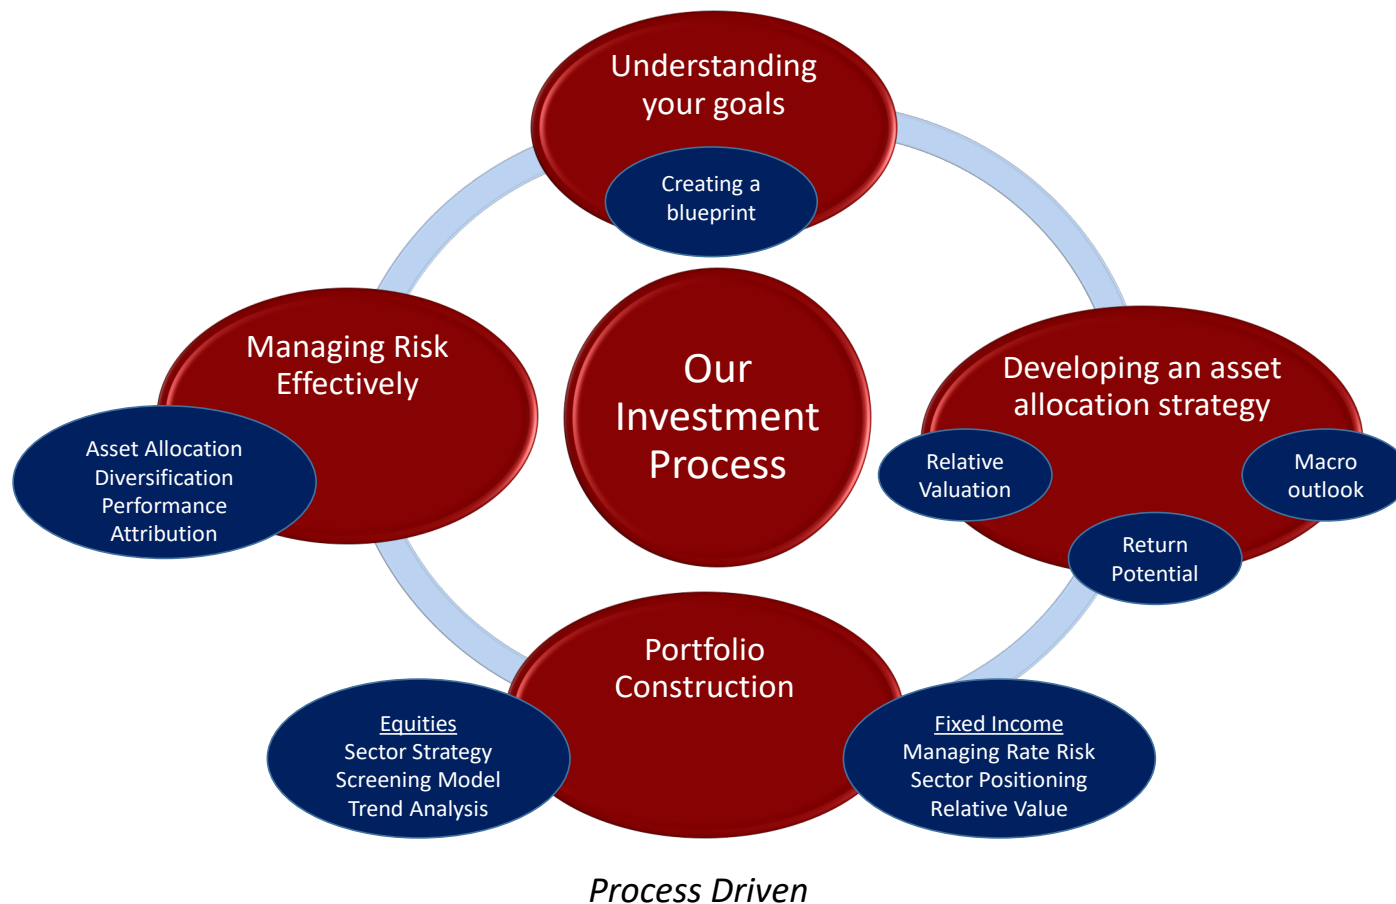 Understanding
your goals
Creating a
blueprint
Managing Risk
Effectively
Asset Allocation
Diversification
Performance
Attribution
Our
Investment
Process
Developing an asset
allocation strategy
Relative
Valuation
Macro
outlook
Return
Potential
Portfolio
Construction
Equities
Sector Strategy
Screening Model
Trend Analysis
Fixed Income
Managing Rate Risk
Sector Positioning
Relative Value
Process Driven